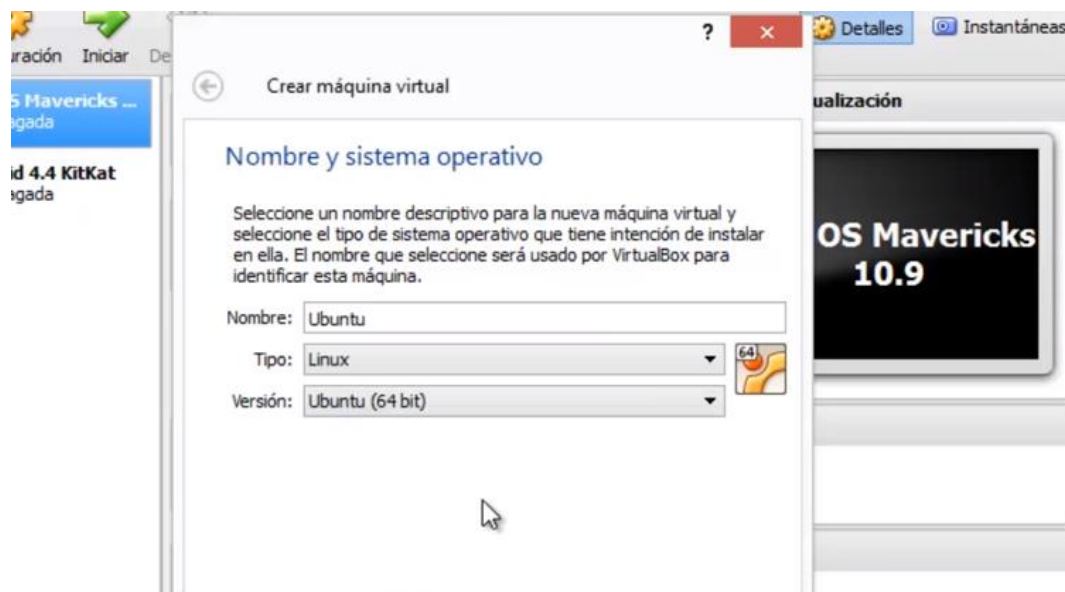 uración Iniciar De
? ×
Detalles Instantáneas
Crear máquina virtual
S Mavericks ...
agada
id 4.4 KitKat
agada
Nombre y sistema operativo
Seleccione un nombre descriptivo para la nueva máquina virtual y
seleccione el tipo de sistema operativo que tiene intención de instalar
en ella. El nombre que seleccione será usado por VirtualBox para
identificar esta máquina.
Nombre: Ubuntu
Tipo: Linux
64
Versión: Ubuntu (64 bit)
ualización
OS Mavericks
10.9